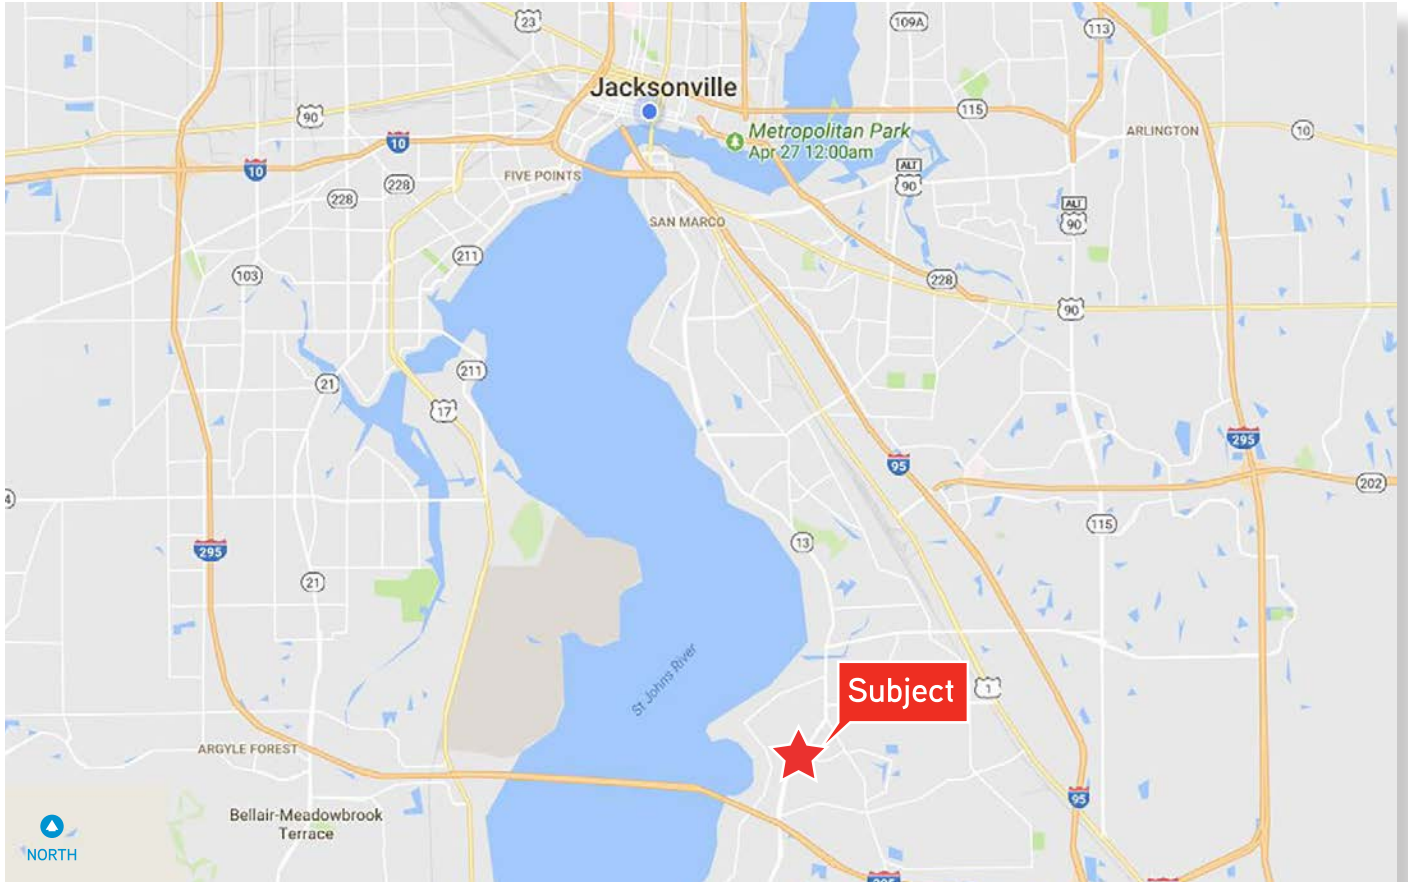 23
109A
113
Jacksonville
90
115
10
Metropolitan Park
Apr 27 12:00am
ARLINGTON
10
10
ALT
90
FIVE POINTS
228
228
ALT
90
SAN MARCO
211
103
228
90
21
211
17
295
95
202
4
115
13
295
21
St Johns River
Subject
1
ARGYLE FOREST
95
Bellair-Meadowbrook
Terrace
NORTH